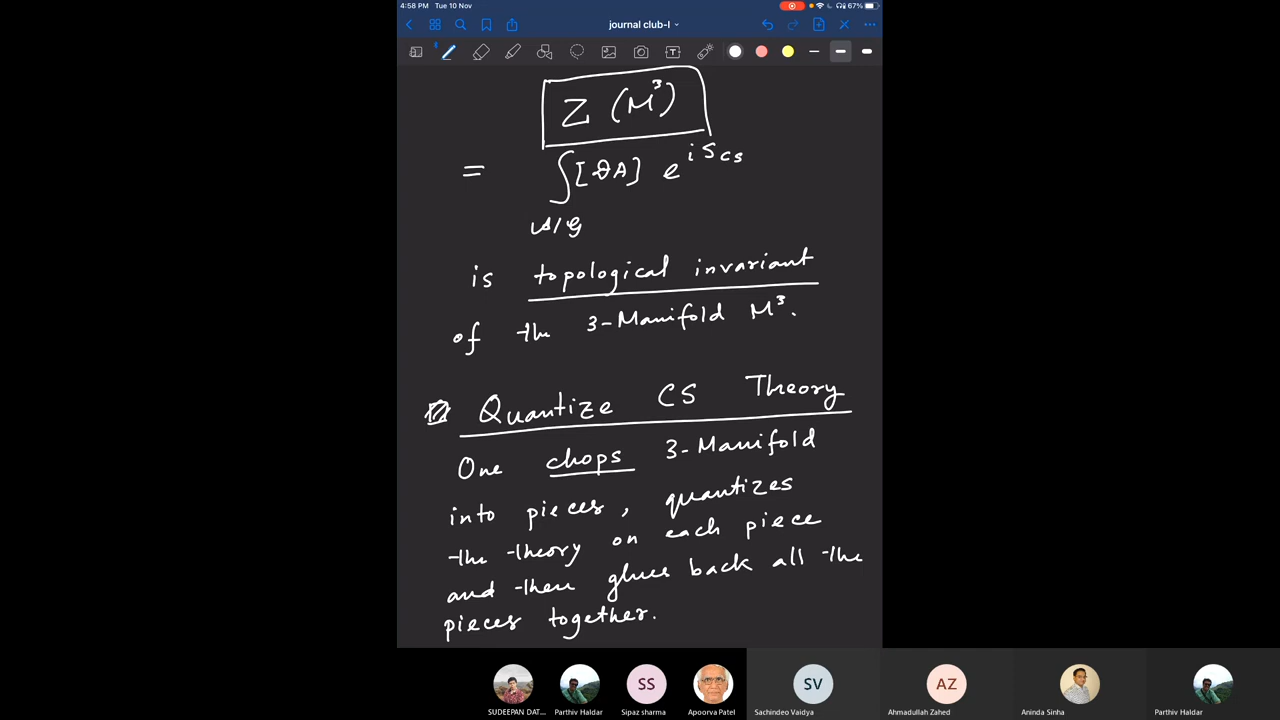 4:58 PM Tue 10 Nov
67%
journal club-I
Z (M³)
= ∫[DA] e^{i S_CS}
A/G
is topological invariant
of the 3-Manifold M³.
Quantize CS Theory
One chops 3-Manifold
into pieces, quantizes
the theory on each piece
and then glues back all the
pieces together.
SS
SV
AZ
SUDEEPAN DAT...
Parthiv Haldar
Sipaz sharma
Apoorva Patel
Sachindeo Vaidya
Ahmadullah Zahed
Aninda Sinha
Parthiv Haldar